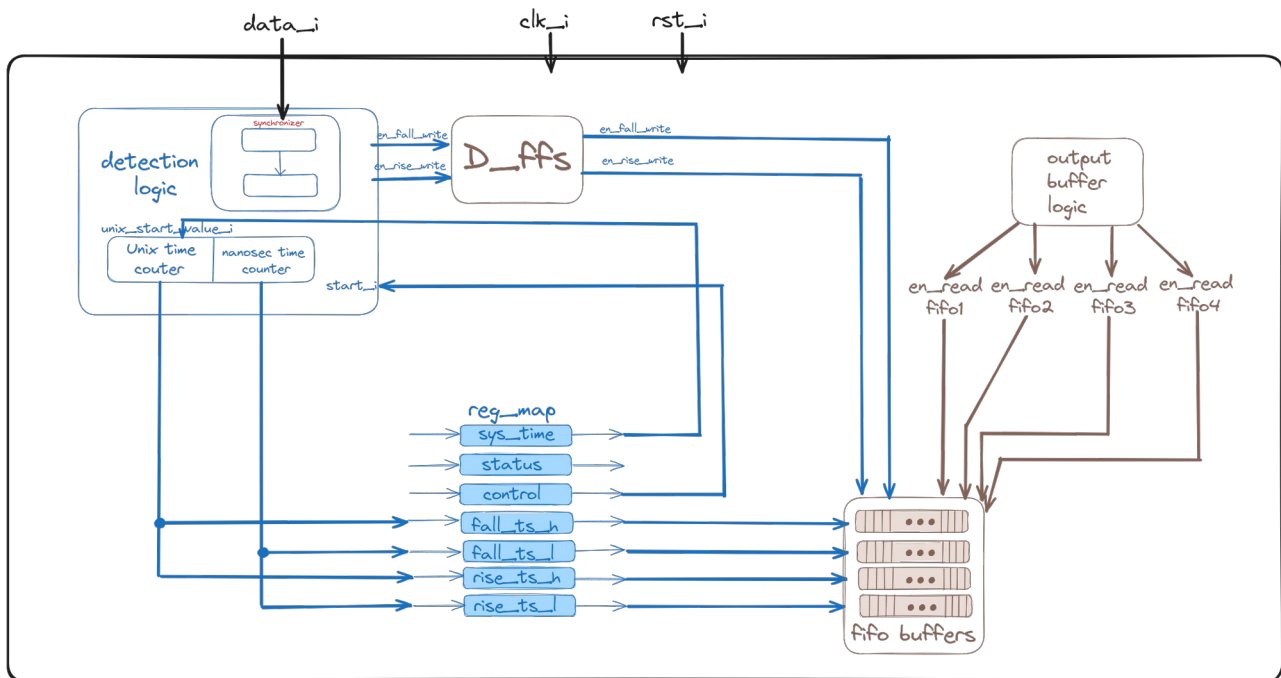 data_i
clk_i
rst_i
synchronizer
detection
logic
en_fall_write
en_rise_write
D_ffs
en_fall_write
en_rise_write
output
buffer
logic
unix_start_value_i
Unix time
couter
nanosec time
counter
start_i
en_read
fifo1
en_read
fifo2
en_read
fifo3
en_read
fifo4
reg_map
sys_time
status
control
fall_ts_h
fall_ts_l
rise_ts_h
rise_ts_l
fifo buffers